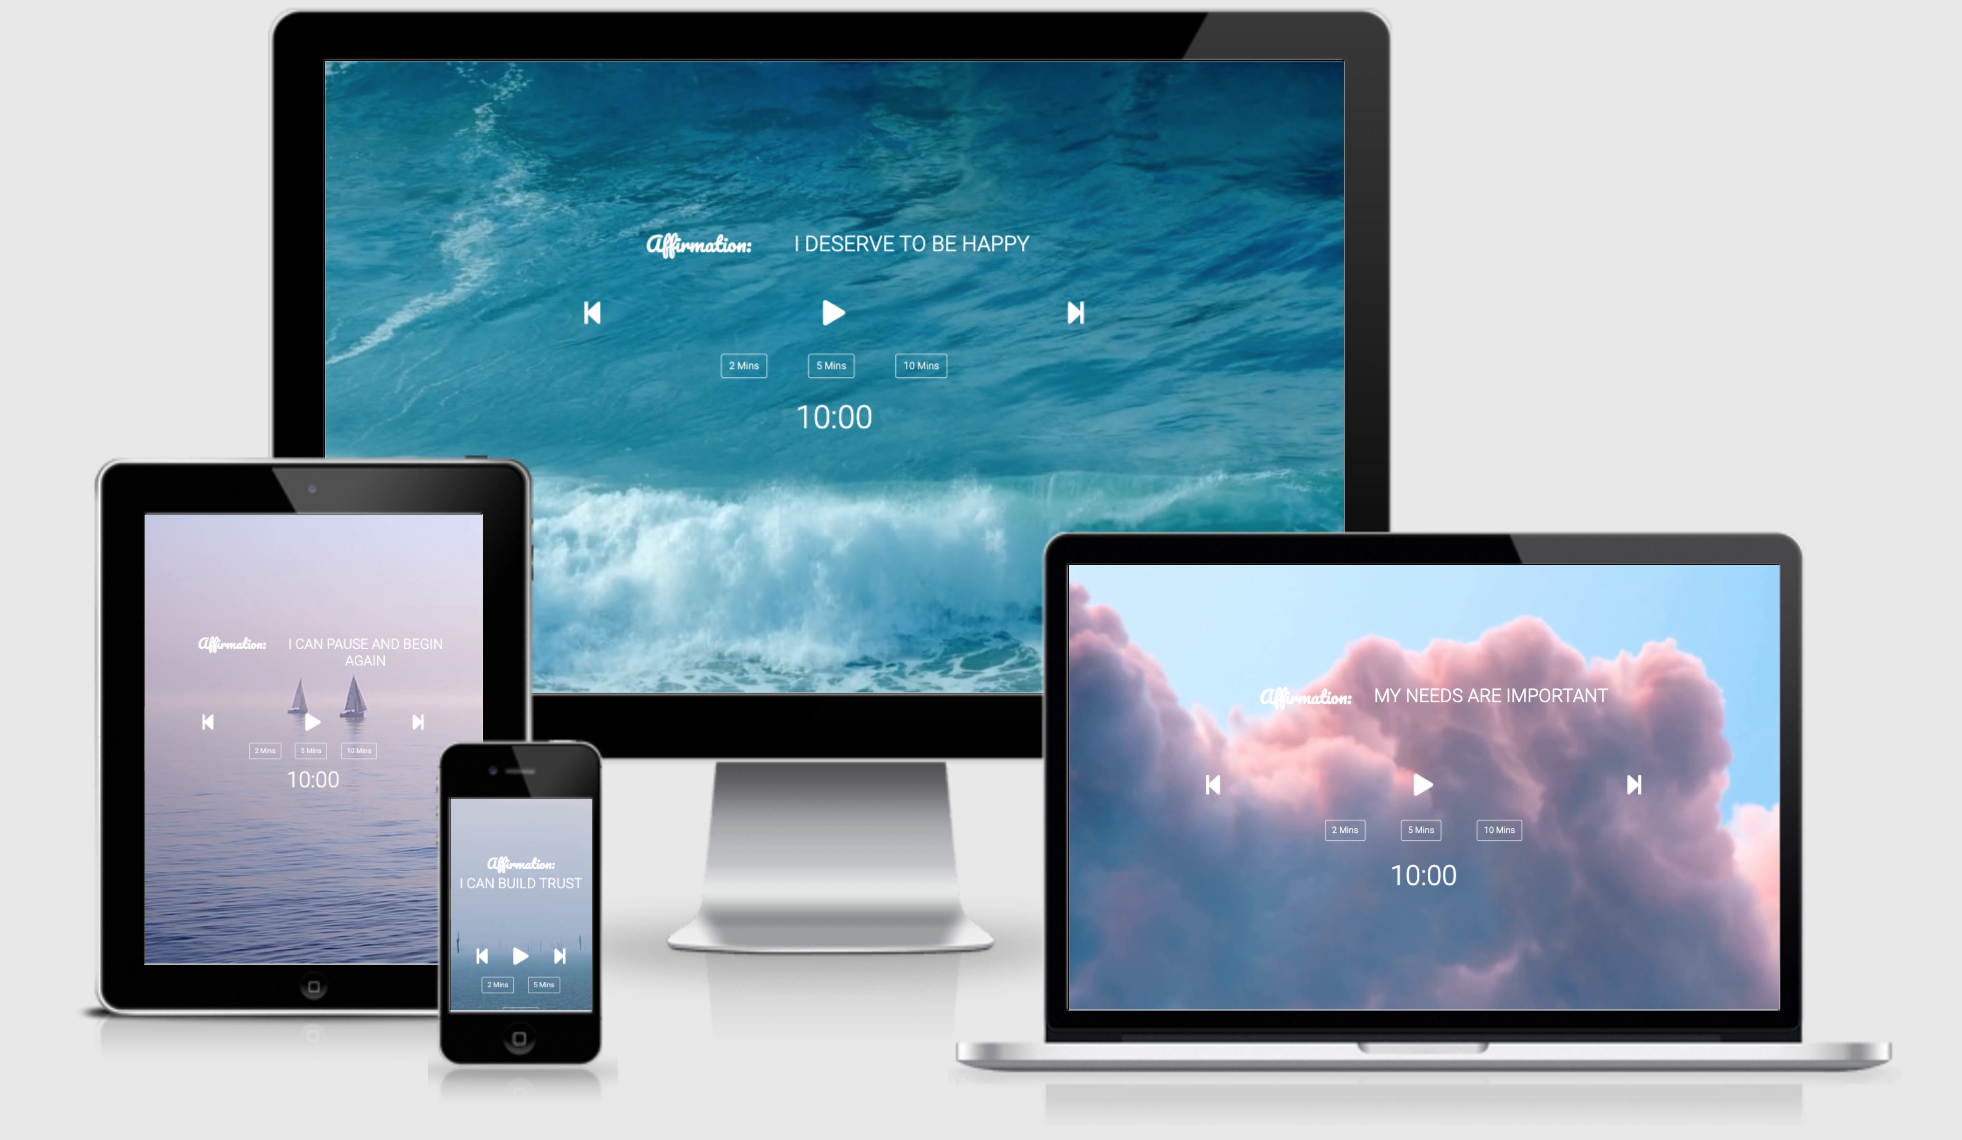 Affirmation: I DESERVE TO BE HAPPY
2 Mins 5 Mins 10 Mins
10:00
Affirmation: I CAN PAUSE AND BEGIN
AGAIN
2 Mins 5 Mins 10 Mins
10:00
Affirmation:
I CAN BUILD TRUST
2 Mins 5 Mins
Affirmation: MY NEEDS ARE IMPORTANT
2 Mins 5 Mins 10 Mins
10:00